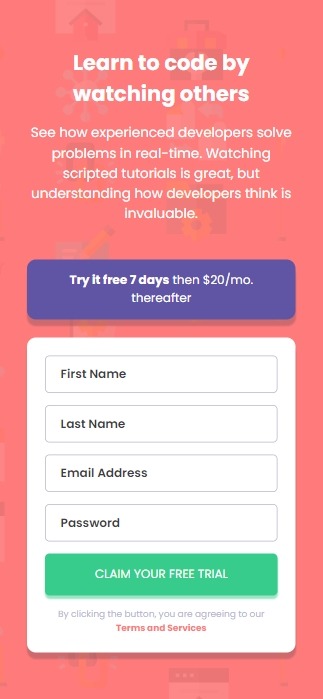 Learn to code by
watching others
See how experienced developers solve
problems in real-time. Watching
scripted tutorials is great, but
understanding how developers think is
invaluable.
Try it free 7 days then $20/mo.
thereafter
First Name
Last Name
Email Address
Password
CLAIM YOUR FREE TRIAL
By clicking the button, you are agreeing to our
Terms and Services